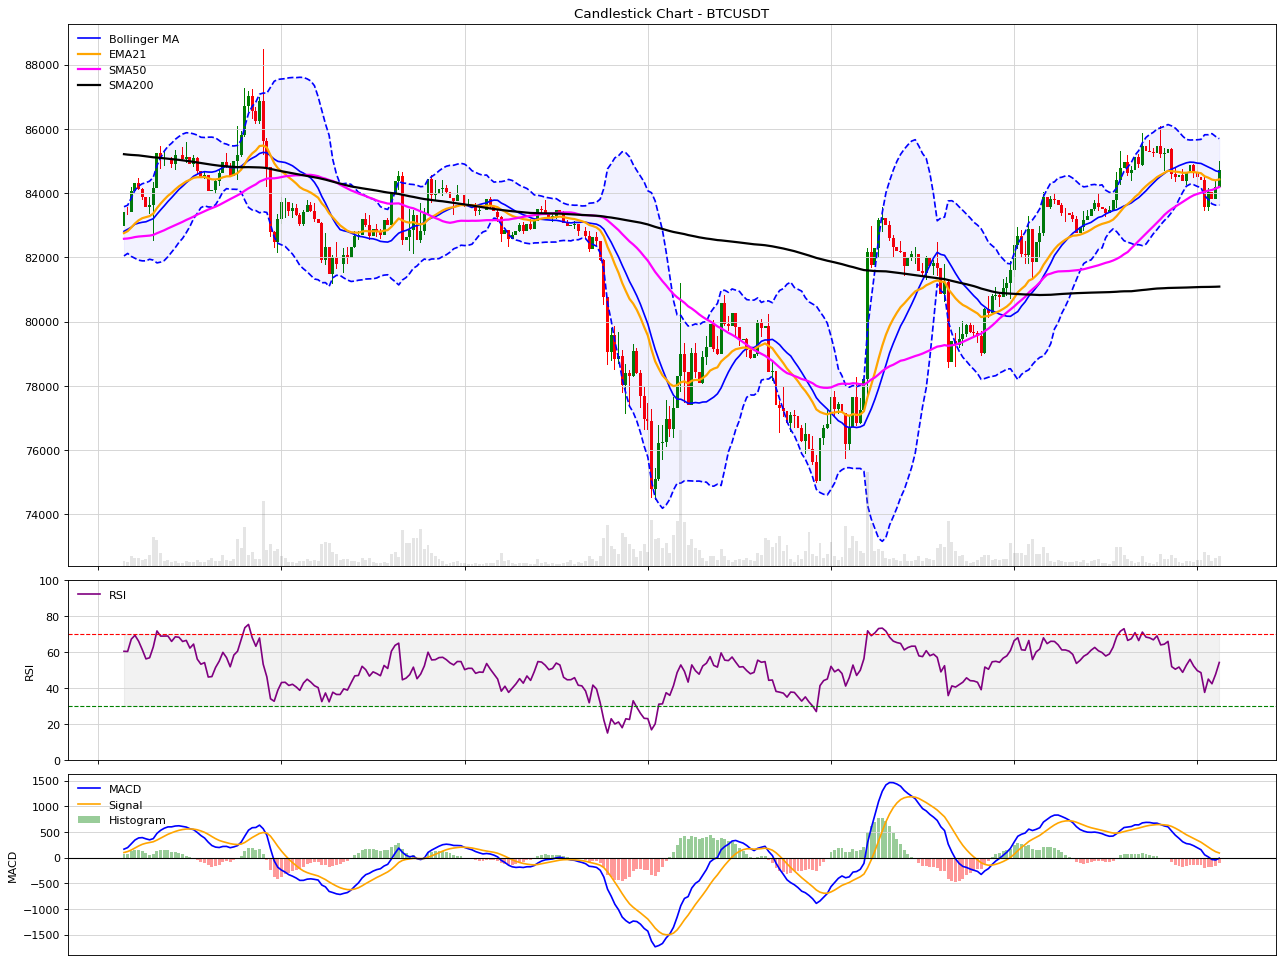 Candlestick Chart - BTCUSDT
Bollinger MA
EMA21
SMA50
SMA200
88000
86000
84000
82000
80000
78000
76000
74000
RSI
100
80
60
40
20
0
RSI
MACD
Signal
Histogram
1500
1000
500
0
−500
−1000
−1500
MACD